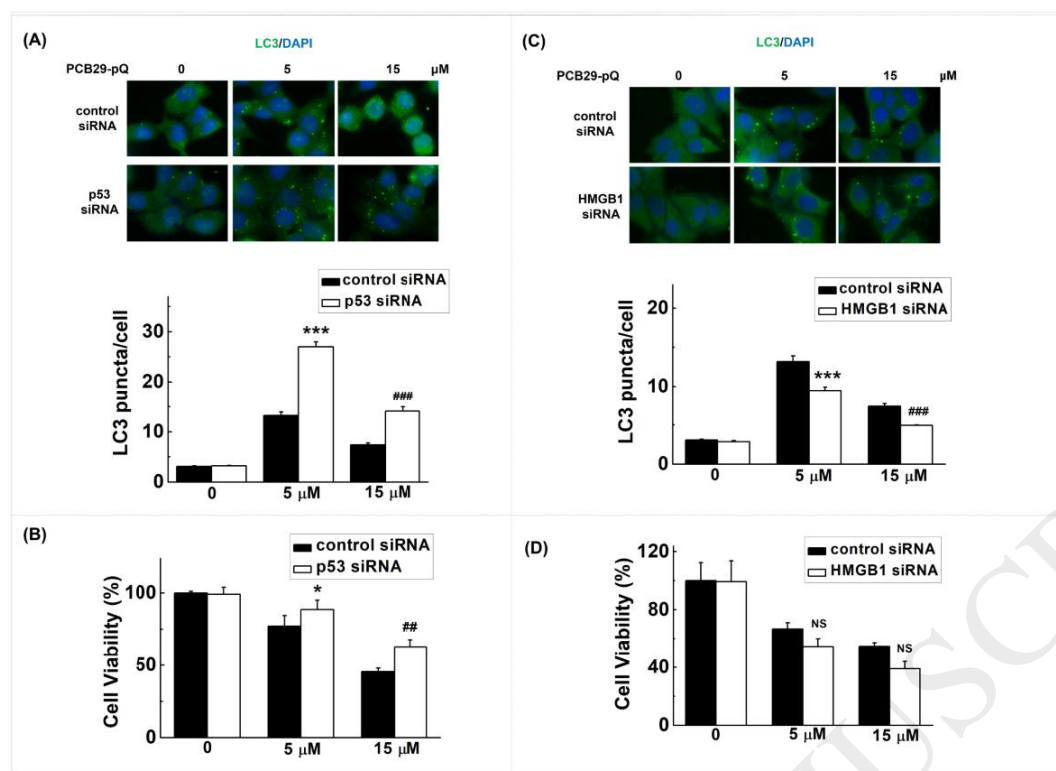 (A)
LC3/DAPI
PCB29-pQ 0 5 15 μM
control siRNA
p53 siRNA
control siRNA
p53 siRNA
LC3 puncta/cell
30
20
10
0
***
###
0 5 μM 15 μM
(B)
control siRNA
p53 siRNA
Cell Viability (%)
100
50
0
*
##
0 5 μM 15 μM
(C)
LC3/DAPI
PCB29-pQ 0 5 15 μM
control siRNA
HMGB1 siRNA
control siRNA
HMGB1 siRNA
LC3 puncta/cell
20
10
0
***
###
0 5 μM 15 μM
(D)
control siRNA
HMGB1 siRNA
Cell Viability (%)
120
80
40
0
NS
NS
0 5 μM 15 μM